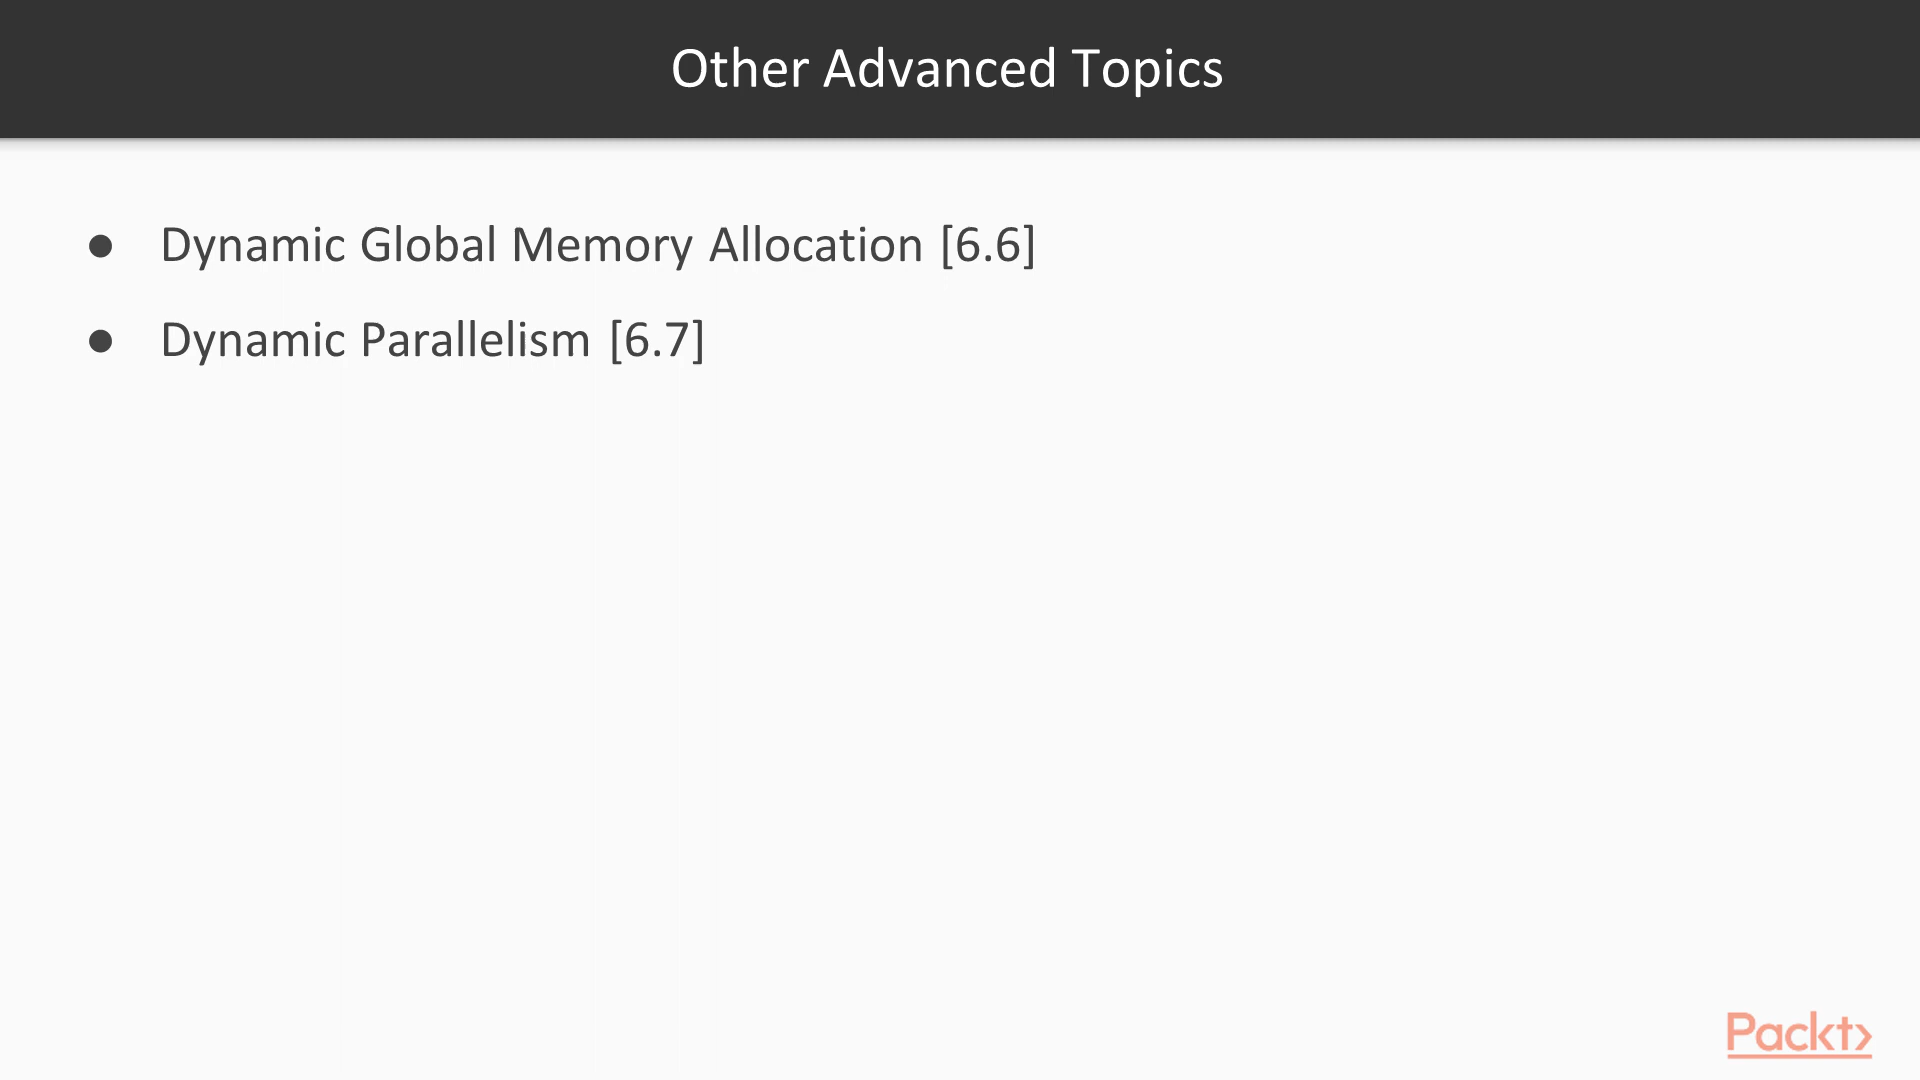 Other Advanced Topics
● Dynamic Global Memory Allocation [6.6]
● Dynamic Parallelism [6.7]
Packt>